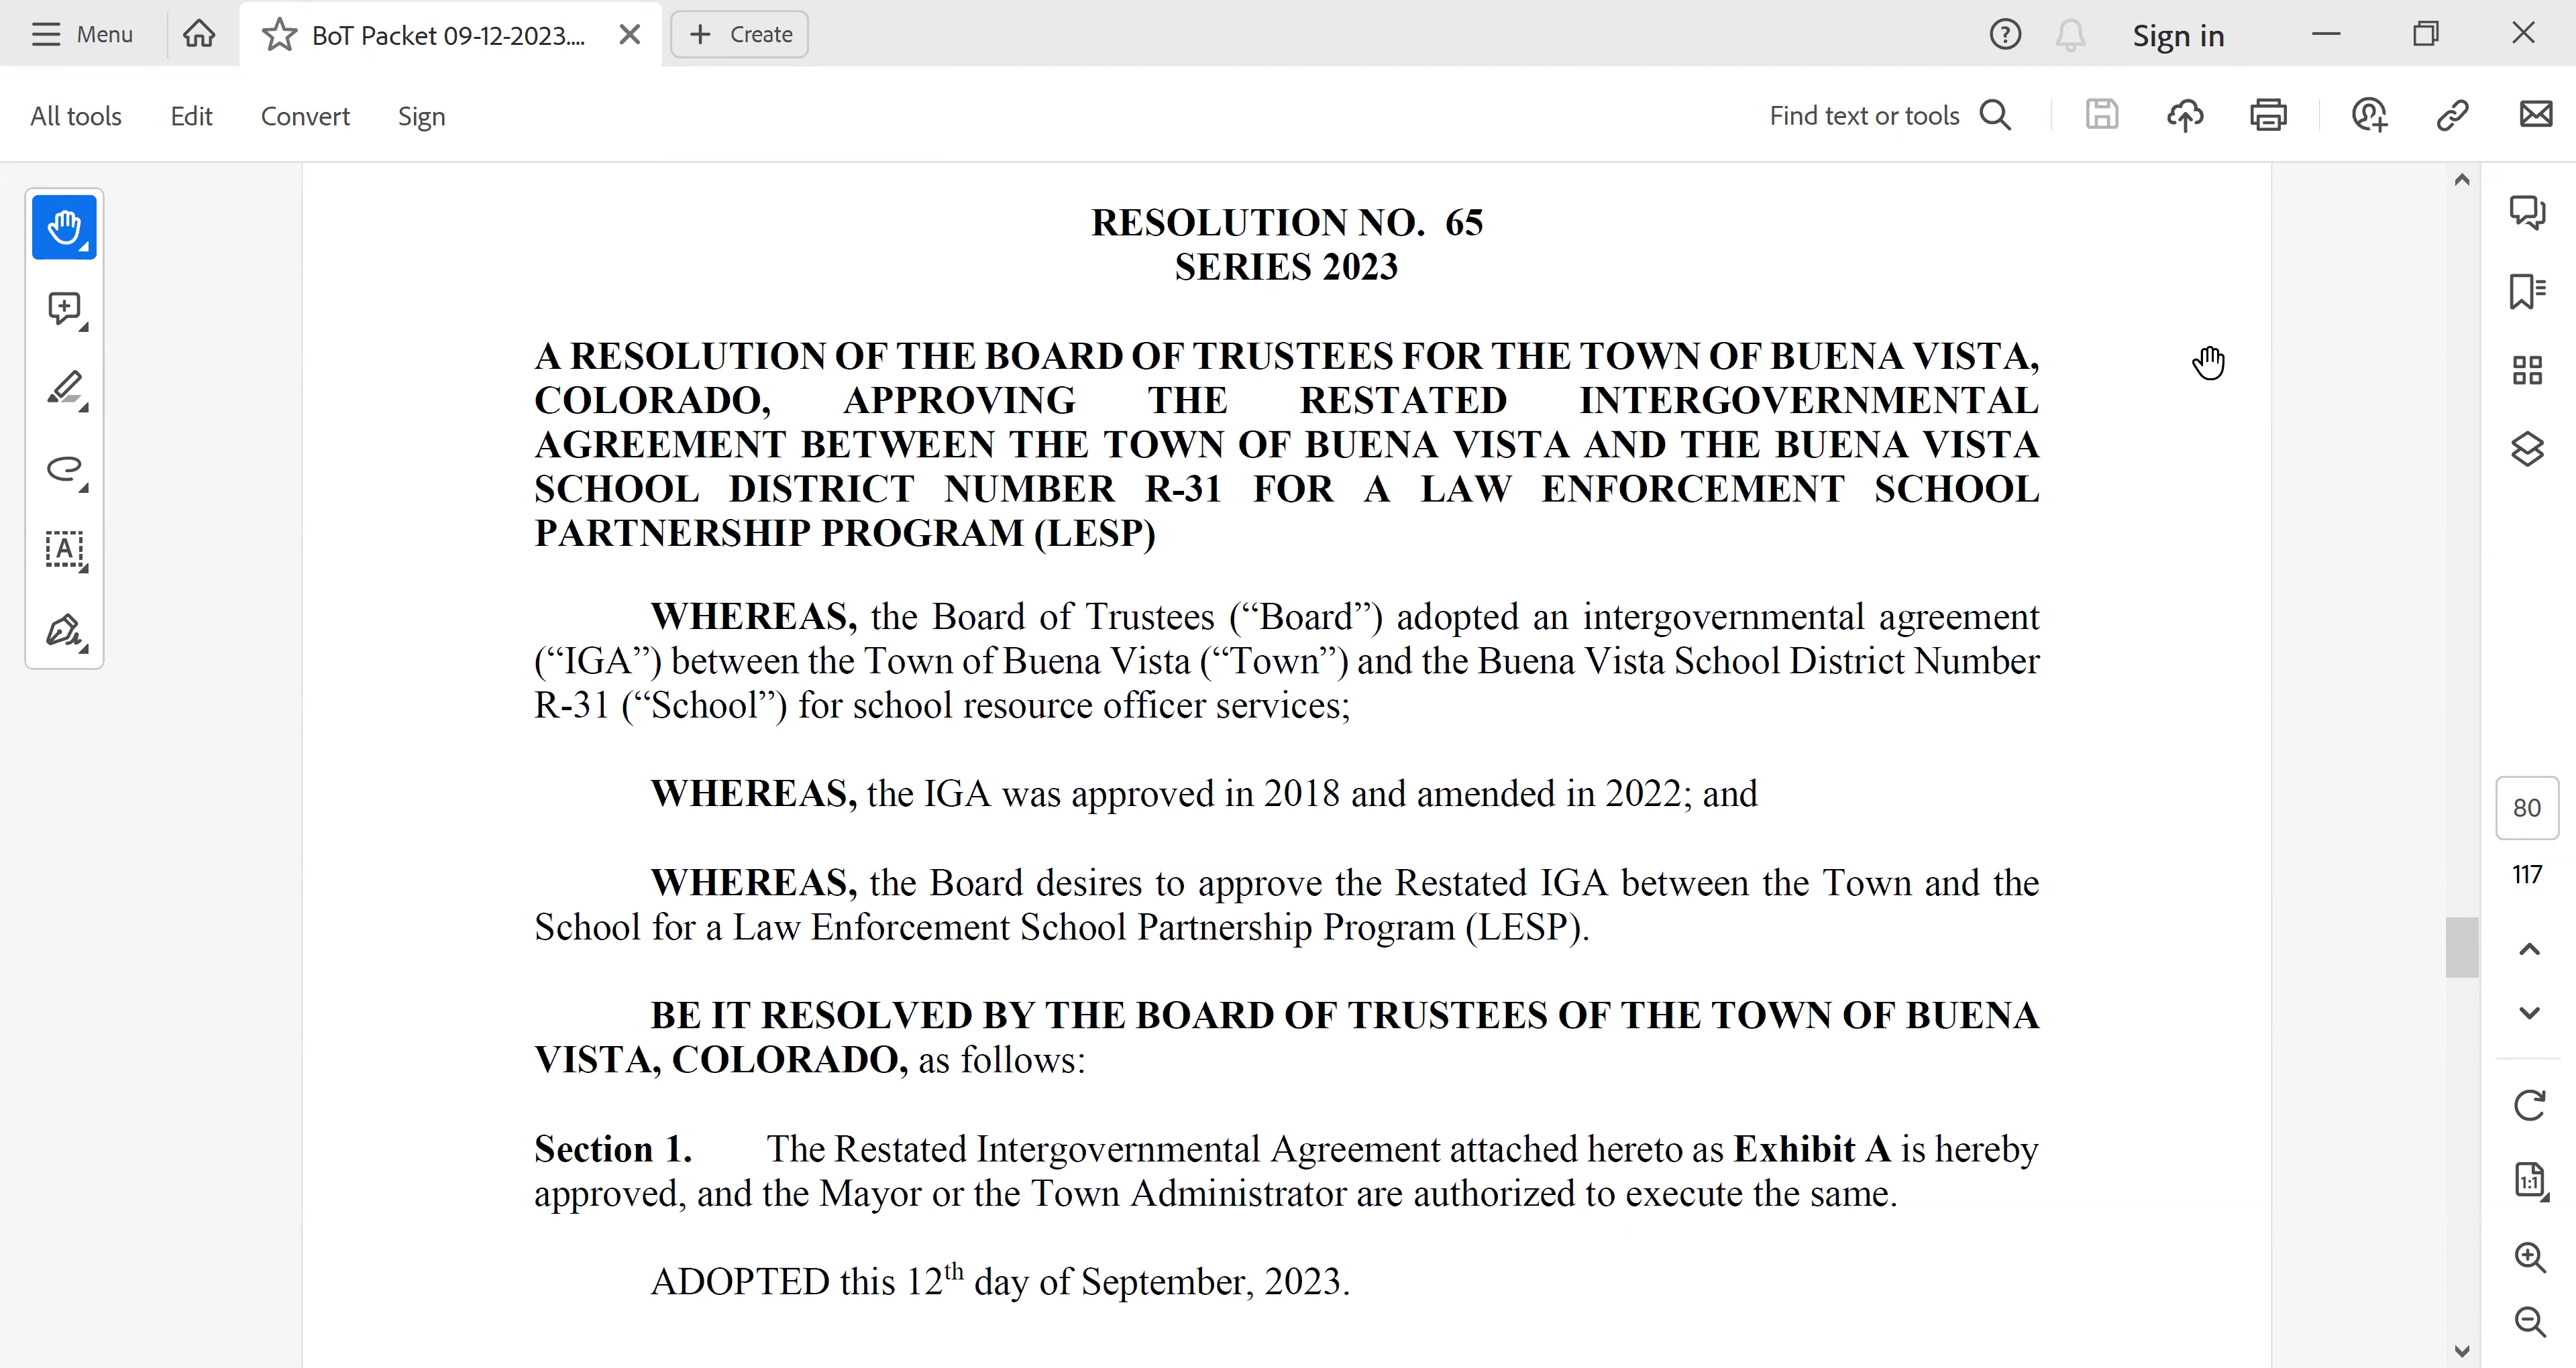 Menu
BoT Packet 09-12-2023....
Create
Sign in
All tools
Edit
Convert
Sign
Find text or tools
RESOLUTION NO. 65
SERIES 2023
A RESOLUTION OF THE BOARD OF TRUSTEES FOR THE TOWN OF BUENA VISTA,
COLORADO, APPROVING THE RESTATED INTERGOVERNMENTAL
AGREEMENT BETWEEN THE TOWN OF BUENA VISTA AND THE BUENA VISTA
SCHOOL DISTRICT NUMBER R-31 FOR A LAW ENFORCEMENT SCHOOL
PARTNERSHIP PROGRAM (LESP)
WHEREAS, the Board of Trustees (“Board”) adopted an intergovernmental agreement
(“IGA”) between the Town of Buena Vista (“Town”) and the Buena Vista School District Number
R-31 (“School”) for school resource officer services;
WHEREAS, the IGA was approved in 2018 and amended in 2022; and
WHEREAS, the Board desires to approve the Restated IGA between the Town and the
School for a Law Enforcement School Partnership Program (LESP).
BE IT RESOLVED BY THE BOARD OF TRUSTEES OF THE TOWN OF BUENA
VISTA, COLORADO, as follows:
Section 1. The Restated Intergovernmental Agreement attached hereto as Exhibit A is hereby
approved, and the Mayor or the Town Administrator are authorized to execute the same.
ADOPTED this 12th day of September, 2023.
80
117
1:1